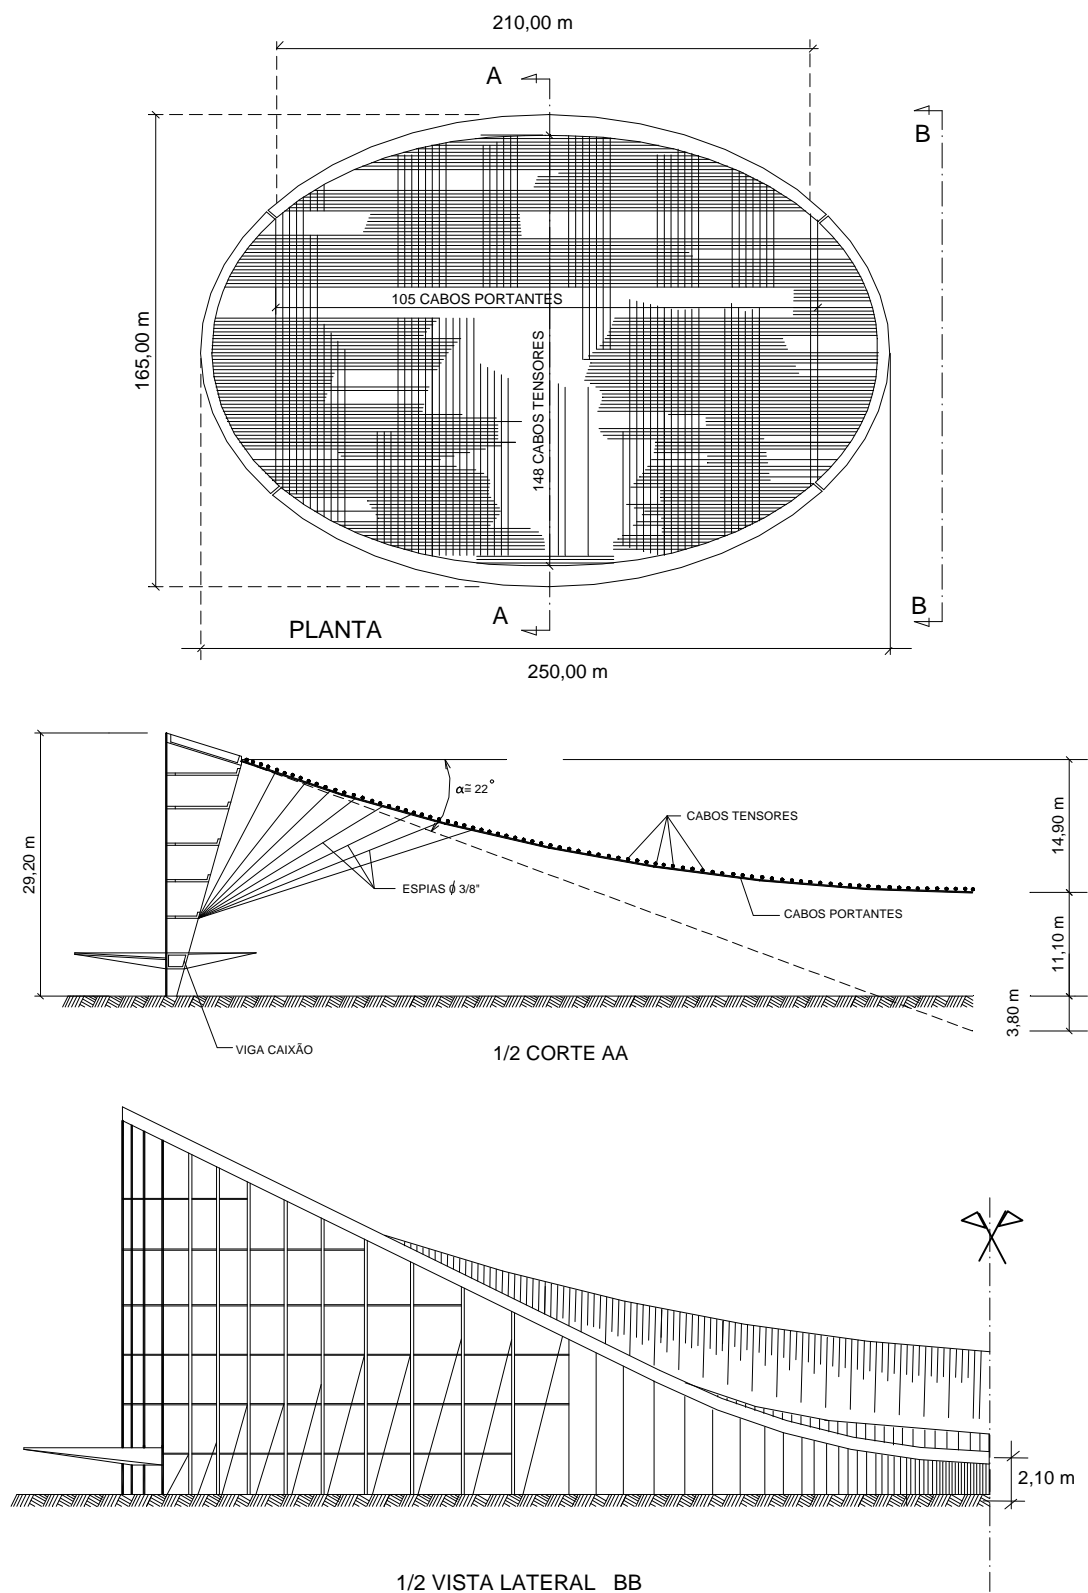 210,00 m
A
B
105 CABOS PORTANTES
165,00 m
148 CABOS TENSORES
A
B
PLANTA
250,00 m
α≅ 22°
CABOS TENSORES
14,90 m
29,20 m
ESPIAS ϕ 3/8"
CABOS PORTANTES
11,10 m
3,80 m
VIGA CAIXÃO
1/2 CORTE AA
2,10 m
1/2 VISTA LATERAL BB